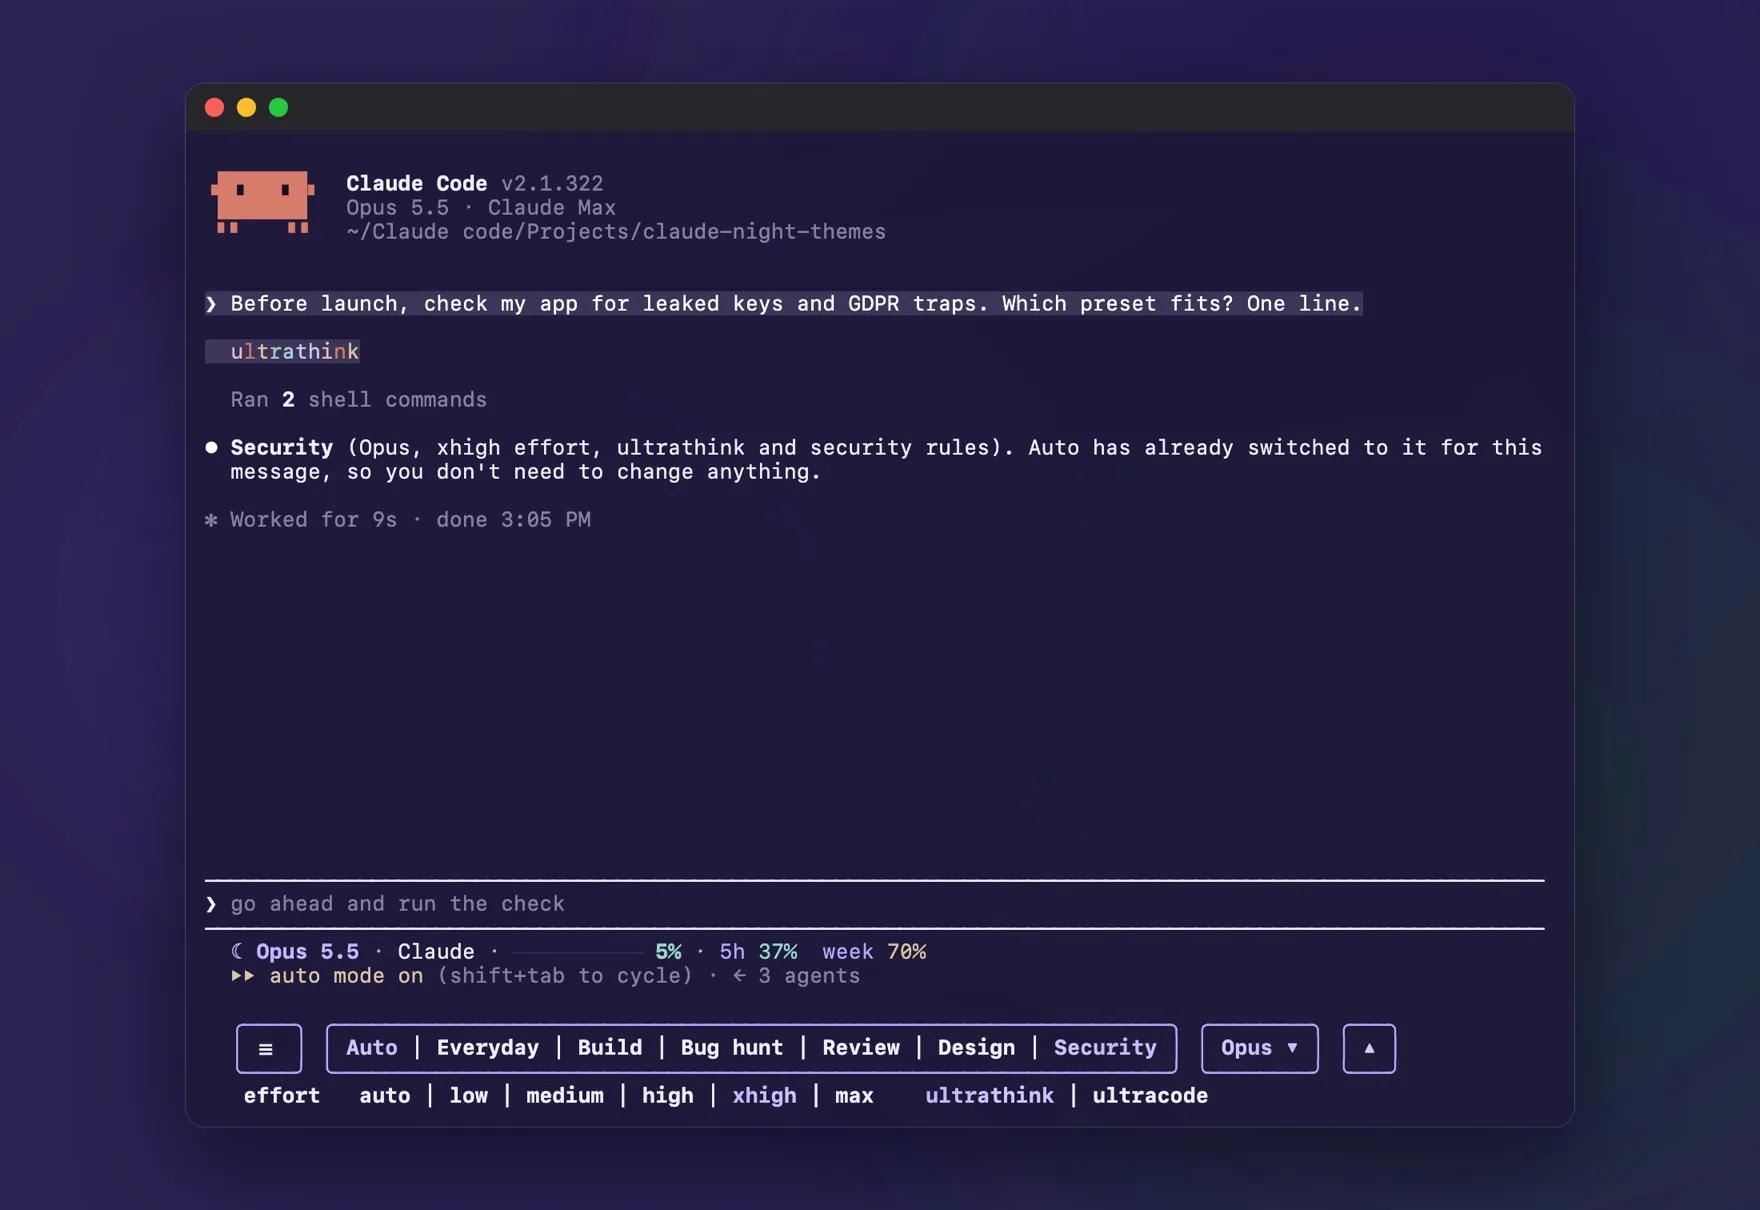 Claude Code v2.1.322
Opus 5.5 · Claude Max
~/Claude code/Projects/claude-night-themes
❯ Before launch, check my app for leaked keys and GDPR traps. Which preset fits? One line.
ultrathink
Ran 2 shell commands
● Security (Opus, xhigh effort, ultrathink and security rules). Auto has already switched to it for this
message, so you don't need to change anything.
✻ Worked for 9s · done 3:05 PM
❯ go ahead and run the check
☾ Opus 5.5 · Claude · ──────── 5% · 5h 37% week 70%
▸▸ auto mode on (shift+tab to cycle) · ← 3 agents
≡ Auto | Everyday | Build | Bug hunt | Review | Design | Security Opus ▼ ▲
effort auto | low | medium | high | xhigh | max ultrathink | ultracode